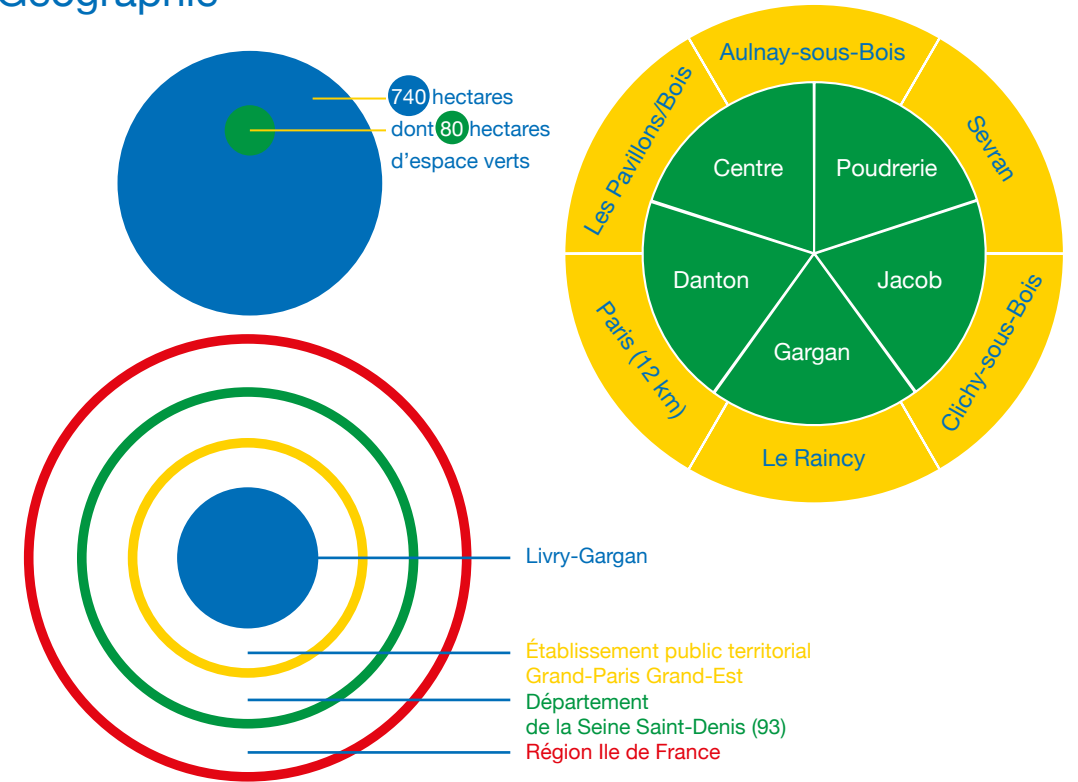 Géographie
740 hectares
dont 80 hectares
d'espace verts
Aulnay-sous-Bois
Les Pavillons/Bois
Sevran
Centre
Poudrerie
Danton
Jacob
Gargan
Paris (12 km)
Clichy-sous-Bois
Le Raincy
Livry-Gargan
Établissement public territorial
Grand-Paris Grand-Est
Département
de la Seine Saint-Denis (93)
Région Ile de France